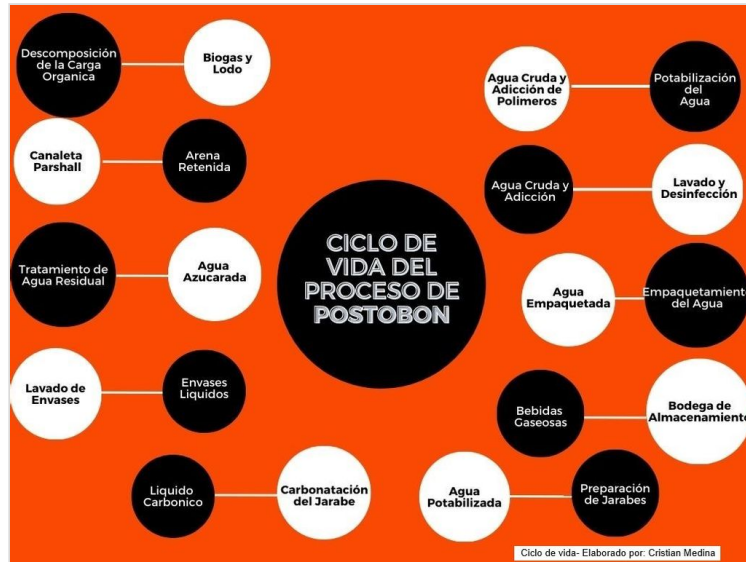 Descomposición
de la Carga
Organica
Biogas y
Lodo
Agua Cruda y
Adicción de
Polimeros
Potabilización
del
Agua
Canaleta
Parshall
Arena
Retenida
Agua Cruda y
Adicción
Lavado y
Desinfección
CICLO DE
VIDA DEL
PROCESO DE
POSTOBON
Tratamiento de
Agua Residual
Agua
Azucarada
Agua
Empaquetada
Empaquetamiento
del Agua
Lavado de
Envases
Envases
Liquidos
Bebidas
Gaseosas
Bodega de
Almacenamiento
Liquido
Carbonico
Carbonatación
del Jarabe
Agua
Potabilizada
Preparación
de Jarabes
Ciclo de vida- Elaborado por: Cristian Medina